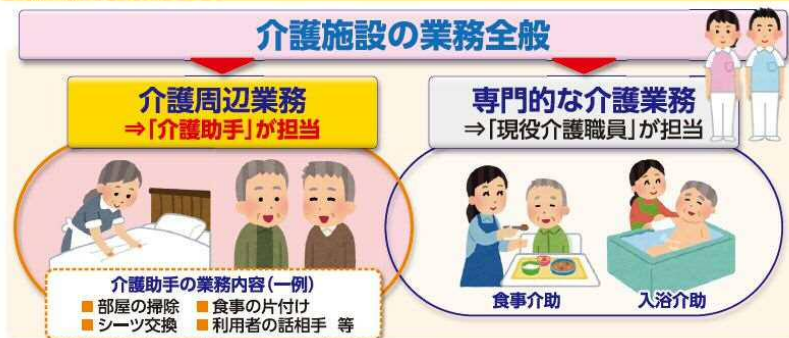 介護施設の業務全般
介護周辺業務
⇒「介護助手」が担当
専門的な介護業務
⇒「現役介護職員」が担当
介護助手の業務内容(一例)
■部屋の掃除 ■食事の片付け
■シーツ交換 ■利用者の話相手 等
食事介助
入浴介助